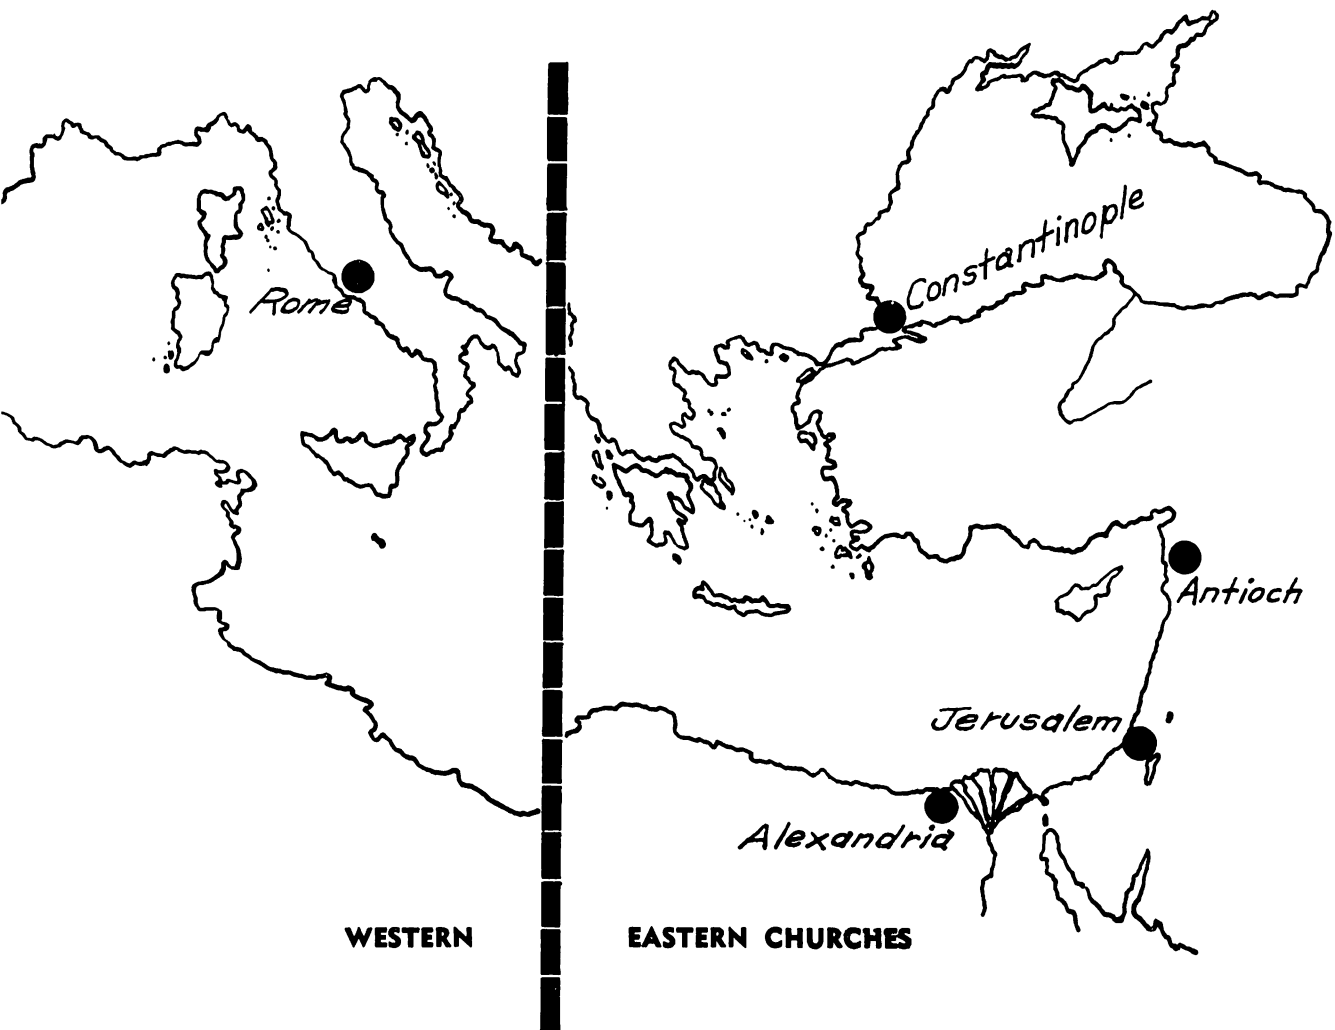 Constantinople
Rome
Antioch
Jerusalem
Alexandria
WESTERN
EASTERN CHURCHES